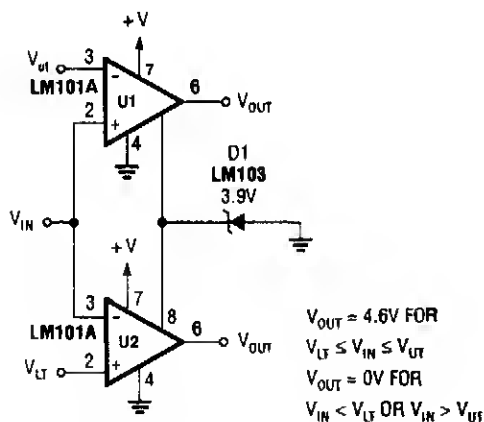 +V
V_UT 3 7
LM101A − U1 6 V_OUT
2 +
4
D1
LM103
3.9V
V_IN
+V
3 7
LM101A − U2 8 6 V_OUT
V_LT 2 +
4
V_OUT = 4.6V FOR
V_LT ≤ V_IN ≤ V_UT
V_OUT = 0V FOR
V_IN < V_LT OR V_IN > V_UT